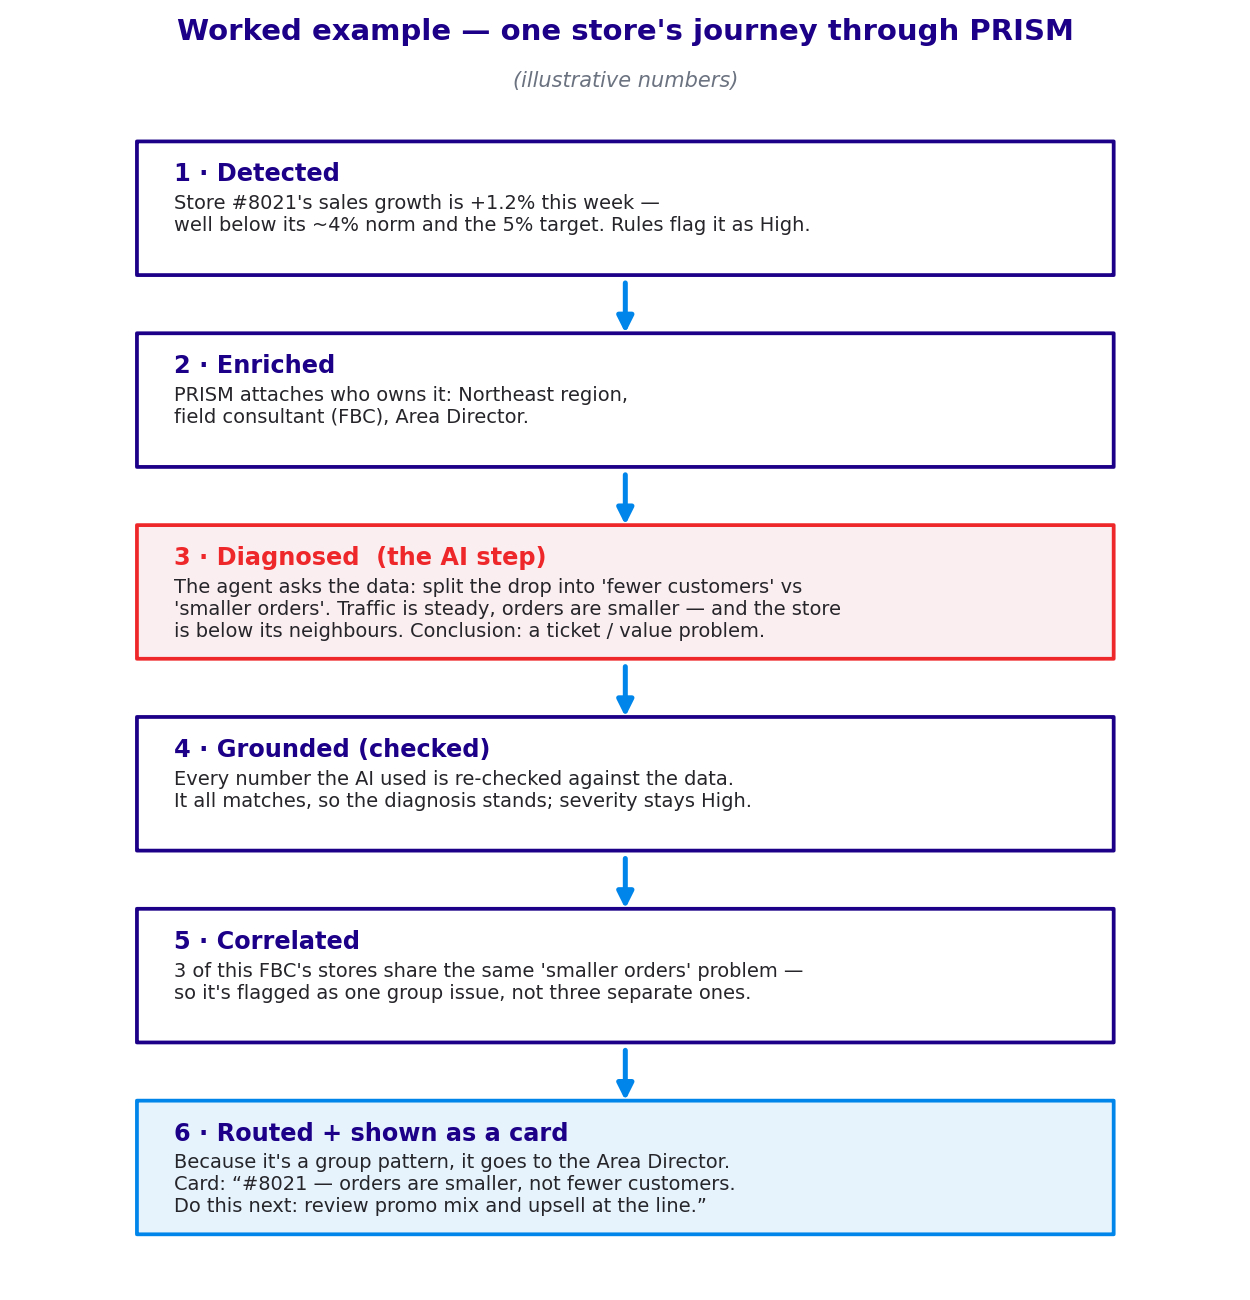 Worked example — one store's journey through PRISM
(illustrative numbers)
1 · Detected
Store #8021's sales growth is +1.2% this week —
well below its ~4% norm and the 5% target. Rules flag it as High.
2 · Enriched
PRISM attaches who owns it: Northeast region,
field consultant (FBC), Area Director.
3 · Diagnosed  (the AI step)
The agent asks the data: split the drop into 'fewer customers' vs
'smaller orders'. Traffic is steady, orders are smaller — and the store
is below its neighbours. Conclusion: a ticket / value problem.
4 · Grounded (checked)
Every number the AI used is re-checked against the data.
It all matches, so the diagnosis stands; severity stays High.
5 · Correlated
3 of this FBC's stores share the same 'smaller orders' problem —
so it's flagged as one group issue, not three separate ones.
6 · Routed + shown as a card
Because it's a group pattern, it goes to the Area Director.
Card: “#8021 — orders are smaller, not fewer customers.
Do this next: review promo mix and upsell at the line.”